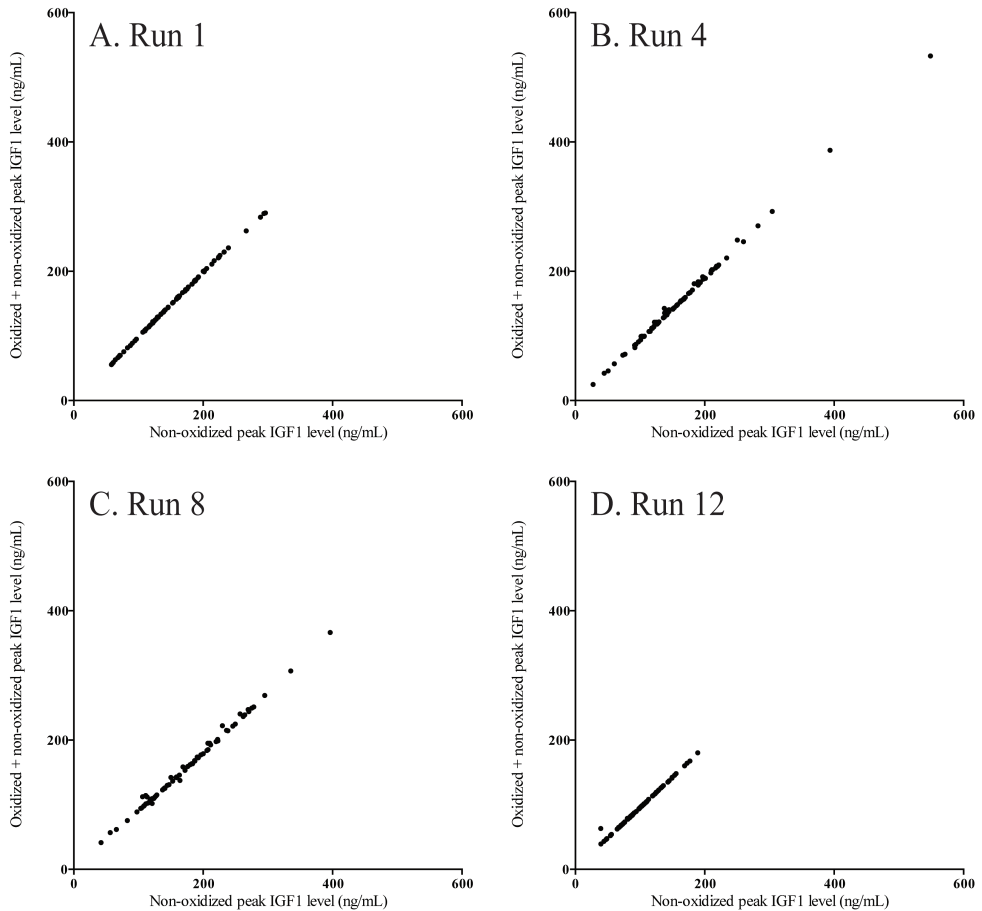 A. Run 1
Oxidized + non-oxidized peak IGF1 level (ng/mL)
600
400
200
0
0 200 400 600
Non-oxidized peak IGF1 level (ng/mL)
B. Run 4
Oxidized + non-oxidized peak IGF1 level (ng/mL)
600
400
200
0
0 200 400 600
Non-oxidized peak IGF1 level (ng/mL)
C. Run 8
Oxidized + non-oxidized peak IGF1 level (ng/mL)
600
400
200
0
0 200 400 600
Non-oxidized peak IGF1 level (ng/mL)
D. Run 12
Oxidized + non-oxidized peak IGF1 level (ng/mL)
600
400
200
0
0 200 400 600
Non-oxidized peak IGF1 level (ng/mL)